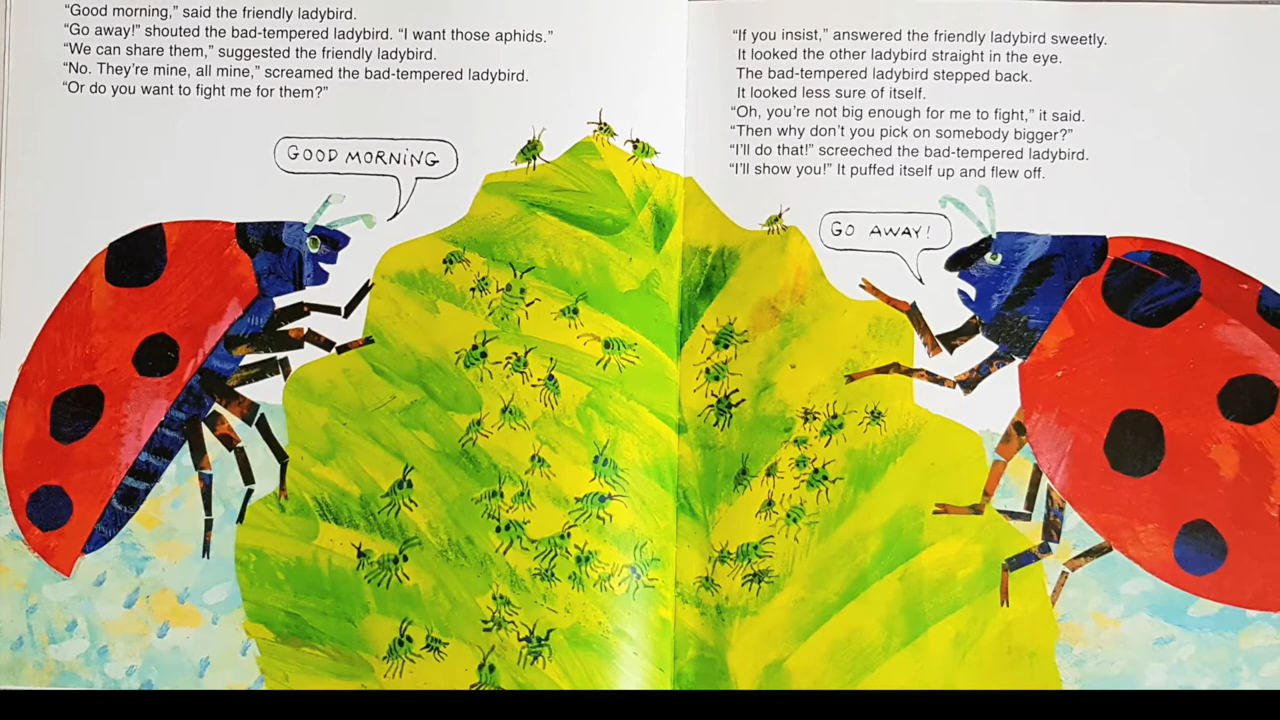 “Good morning,” said the friendly ladybird.
“Go away!” shouted the bad-tempered ladybird. “I want those aphids.”
“We can share them,” suggested the friendly ladybird.
“No. They’re mine, all mine,” screamed the bad-tempered ladybird.
“Or do you want to fight me for them?”
GOOD MORNING
“If you insist,” answered the friendly ladybird sweetly.
It looked the other ladybird straight in the eye.
The bad-tempered ladybird stepped back.
It looked less sure of itself.
“Oh, you’re not big enough for me to fight,” it said.
“Then why don’t you pick on somebody bigger?”
“I’ll do that!” screeched the bad-tempered ladybird.
“I’ll show you!” It puffed itself up and flew off.
GO AWAY!